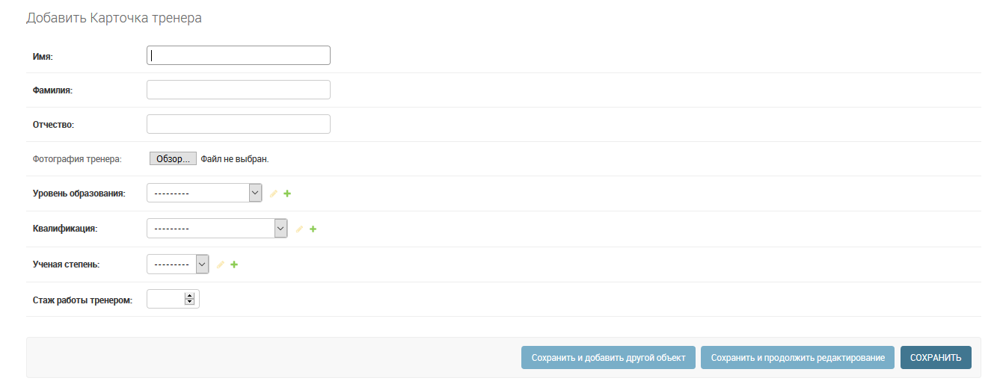 Добавить Карточка тренера
Имя:
Фамилия:
Отчество:
Фотография тренера: Обзор... Файл не выбран.
Уровень образования: ---------
Квалификация: ---------
Ученая степень: ---------
Стаж работы тренером:
Сохранить и добавить другой объект Сохранить и продолжить редактирование СОХРАНИТЬ